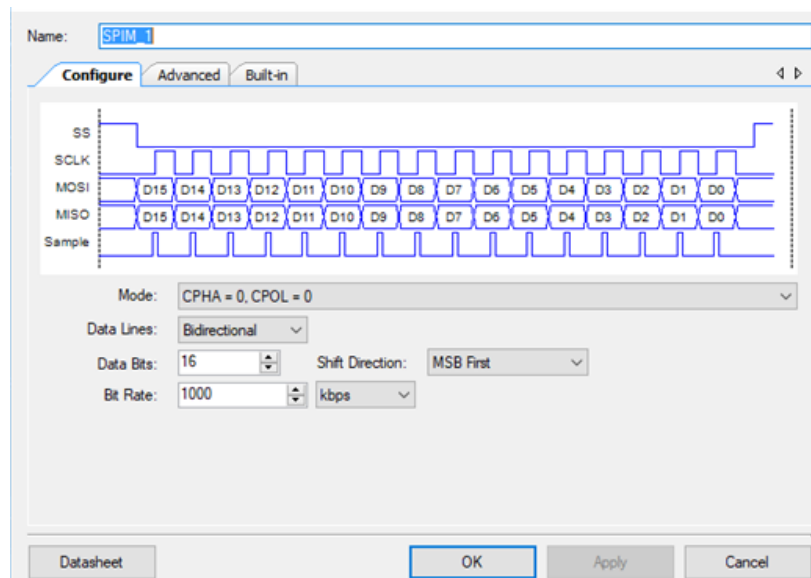 Name: SPIM_1
Configure Advanced Built-in
SS
SCLK
MOSI D15 D14 D13 D12 D11 D10 D9 D8 D7 D6 D5 D4 D3 D2 D1 D0
MISO D15 D14 D13 D12 D11 D10 D9 D8 D7 D6 D5 D4 D3 D2 D1 D0
Sample
Mode: CPHA = 0, CPOL = 0
Data Lines: Bidirectional
Data Bits: 16 Shift Direction: MSB First
Bit Rate: 1000 kbps
Datasheet OK Apply Cancel